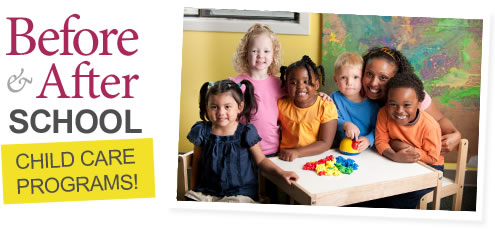 Before
& After
SCHOOL
CHILD CARE
PROGRAMS!